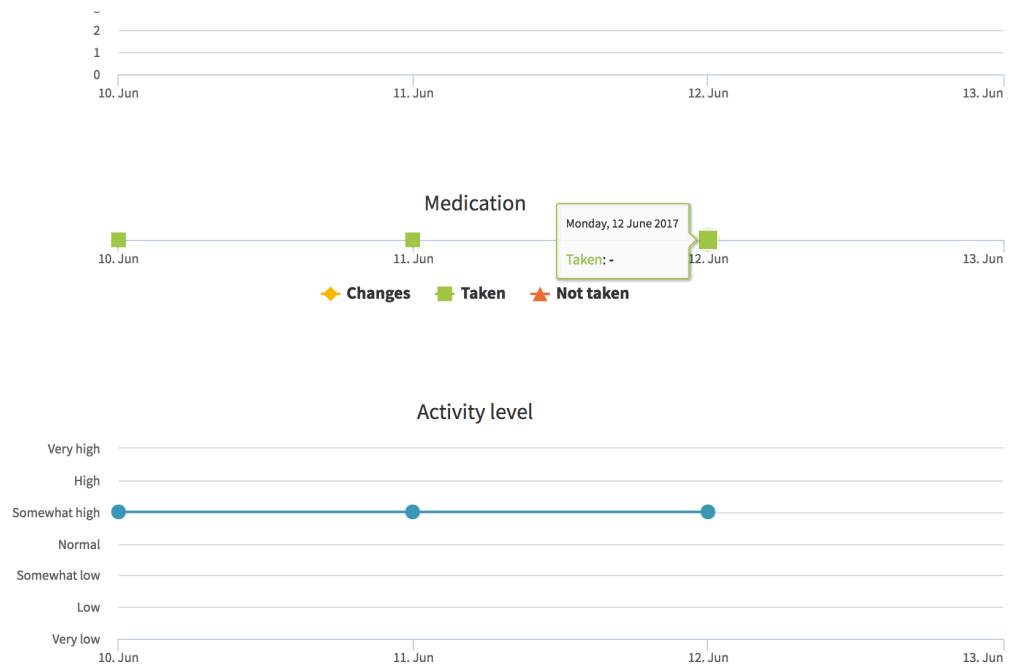 2
1
0
10. Jun 11. Jun 12. Jun 13. Jun
Medication
Monday, 12 June 2017
Taken: -
10. Jun 11. Jun 12. Jun 13. Jun
Changes Taken Not taken
Activity level
Very high
High
Somewhat high
Normal
Somewhat low
Low
Very low
10. Jun 11. Jun 12. Jun 13. Jun